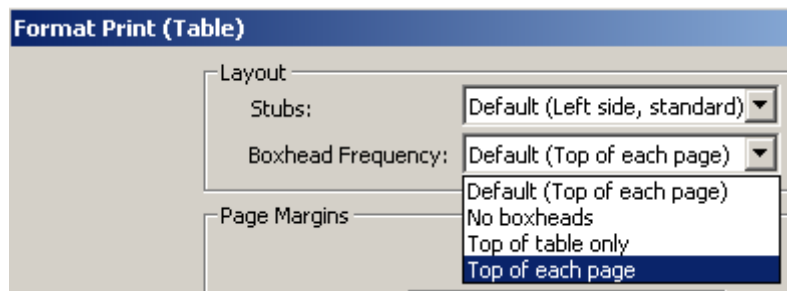 Format Print (Table)
Layout
Stubs: Default (Left side, standard)
Boxhead Frequency: Default (Top of each page)
Default (Top of each page)
No boxheads
Page Margins
Top of table only
Top of each page